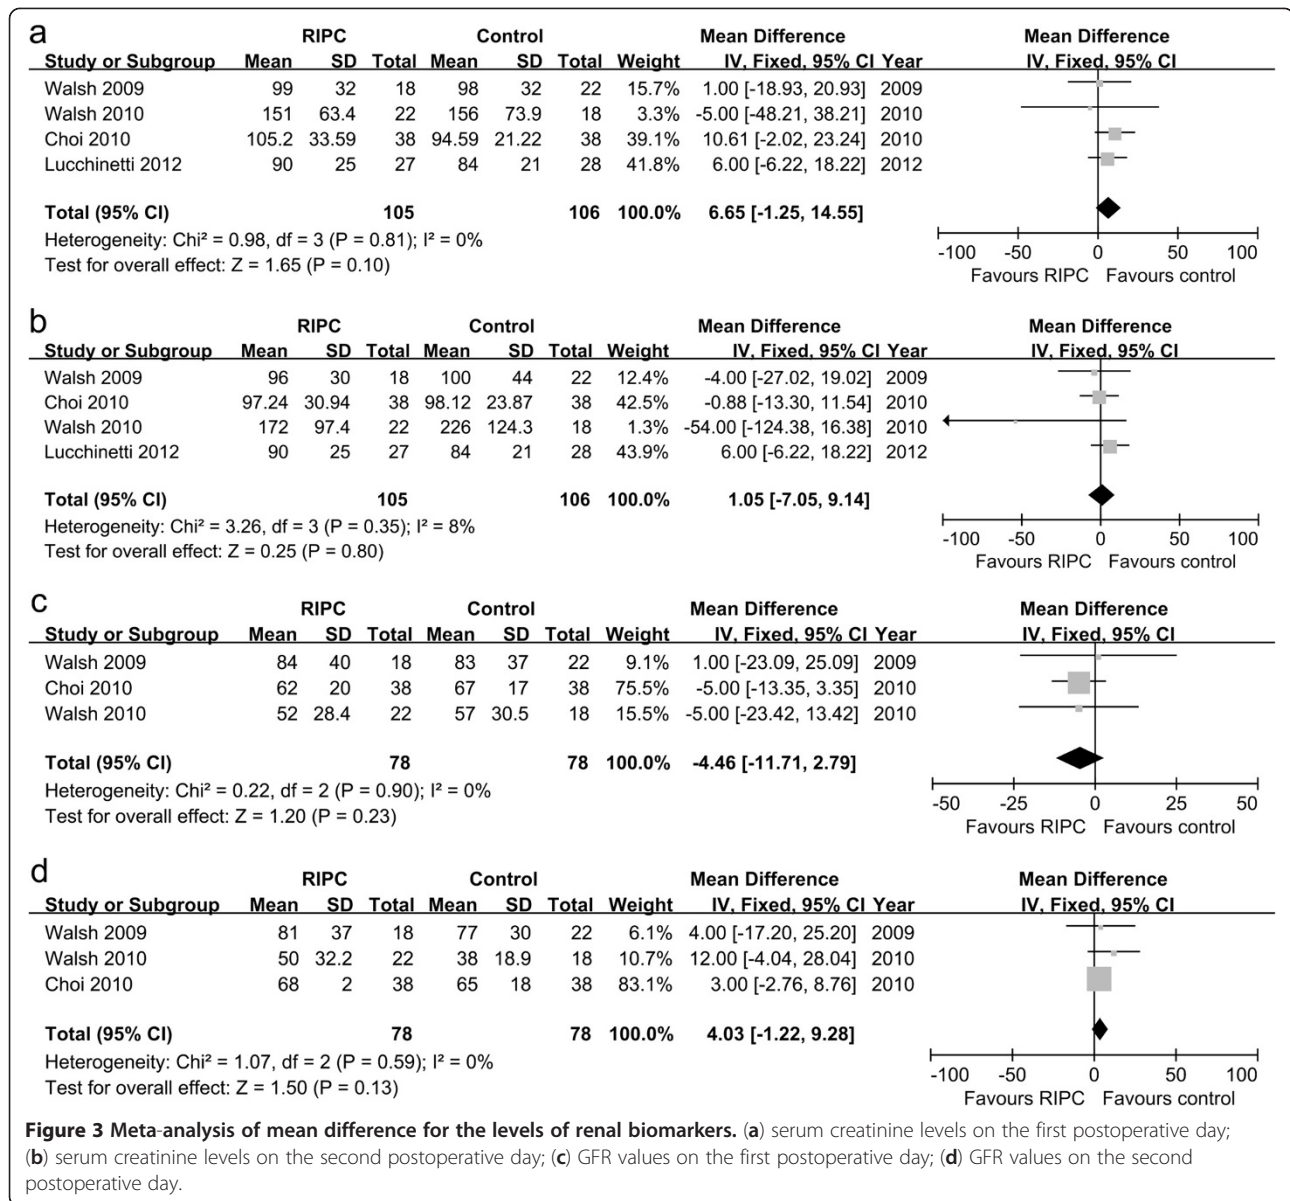 a
RIPC Control Mean Difference Mean Difference
Study or Subgroup Mean SD Total Mean SD Total Weight IV, Fixed, 95% CI Year IV, Fixed, 95% CI
Walsh 2009 99 32 18 98 32 22 15.7% 1.00 [-18.93, 20.93] 2009
Walsh 2010 151 63.4 22 156 73.9 18 3.3% -5.00 [-48.21, 38.21] 2010
Choi 2010 105.2 33.59 38 94.59 21.22 38 39.1% 10.61 [-2.02, 23.24] 2010
Lucchinetti 2012 90 25 27 84 21 28 41.8% 6.00 [-6.22, 18.22] 2012
Total (95% CI) 105 106 100.0% 6.65 [-1.25, 14.55]
Heterogeneity: Chi² = 0.98, df = 3 (P = 0.81); I² = 0%
Test for overall effect: Z = 1.65 (P = 0.10)
-100 -50 0 50 100
Favours RIPC Favours control
b
RIPC Control Mean Difference Mean Difference
Study or Subgroup Mean SD Total Mean SD Total Weight IV, Fixed, 95% CI Year IV, Fixed, 95% CI
Walsh 2009 96 30 18 100 44 22 12.4% -4.00 [-27.02, 19.02] 2009
Choi 2010 97.24 30.94 38 98.12 23.87 38 42.5% -0.88 [-13.30, 11.54] 2010
Walsh 2010 172 97.4 22 226 124.3 18 1.3% -54.00 [-124.38, 16.38] 2010
Lucchinetti 2012 90 25 27 84 21 28 43.9% 6.00 [-6.22, 18.22] 2012
Total (95% CI) 105 106 100.0% 1.05 [-7.05, 9.14]
Heterogeneity: Chi² = 3.26, df = 3 (P = 0.35); I² = 8%
Test for overall effect: Z = 0.25 (P = 0.80)
-100 -50 0 50 100
Favours RIPC Favours control
c
RIPC Control Mean Difference Mean Difference
Study or Subgroup Mean SD Total Mean SD Total Weight IV, Fixed, 95% CI Year IV, Fixed, 95% CI
Walsh 2009 84 40 18 83 37 22 9.1% 1.00 [-23.09, 25.09] 2009
Choi 2010 62 20 38 67 17 38 75.5% -5.00 [-13.35, 3.35] 2010
Walsh 2010 52 28.4 22 57 30.5 18 15.5% -5.00 [-23.42, 13.42] 2010
Total (95% CI) 78 78 100.0% -4.46 [-11.71, 2.79]
Heterogeneity: Chi² = 0.22, df = 2 (P = 0.90); I² = 0%
Test for overall effect: Z = 1.20 (P = 0.23)
-50 -25 0 25 50
Favours RIPC Favours control
d
RIPC Control Mean Difference Mean Difference
Study or Subgroup Mean SD Total Mean SD Total Weight IV, Fixed, 95% CI Year IV, Fixed, 95% CI
Walsh 2009 81 37 18 77 30 22 6.1% 4.00 [-17.20, 25.20] 2009
Walsh 2010 50 32.2 22 38 18.9 18 10.7% 12.00 [-4.04, 28.04] 2010
Choi 2010 68 2 38 65 18 38 83.1% 3.00 [-2.76, 8.76] 2010
Total (95% CI) 78 78 100.0% 4.03 [-1.22, 9.28]
Heterogeneity: Chi² = 1.07, df = 2 (P = 0.59); I² = 0%
Test for overall effect: Z = 1.50 (P = 0.13)
-100 -50 0 50 100
Favours RIPC Favours control
Figure 3 Meta-analysis of mean difference for the levels of renal biomarkers. (a) serum creatinine levels on the first postoperative day;
(b) serum creatinine levels on the second postoperative day; (c) GFR values on the first postoperative day; (d) GFR values on the second
postoperative day.